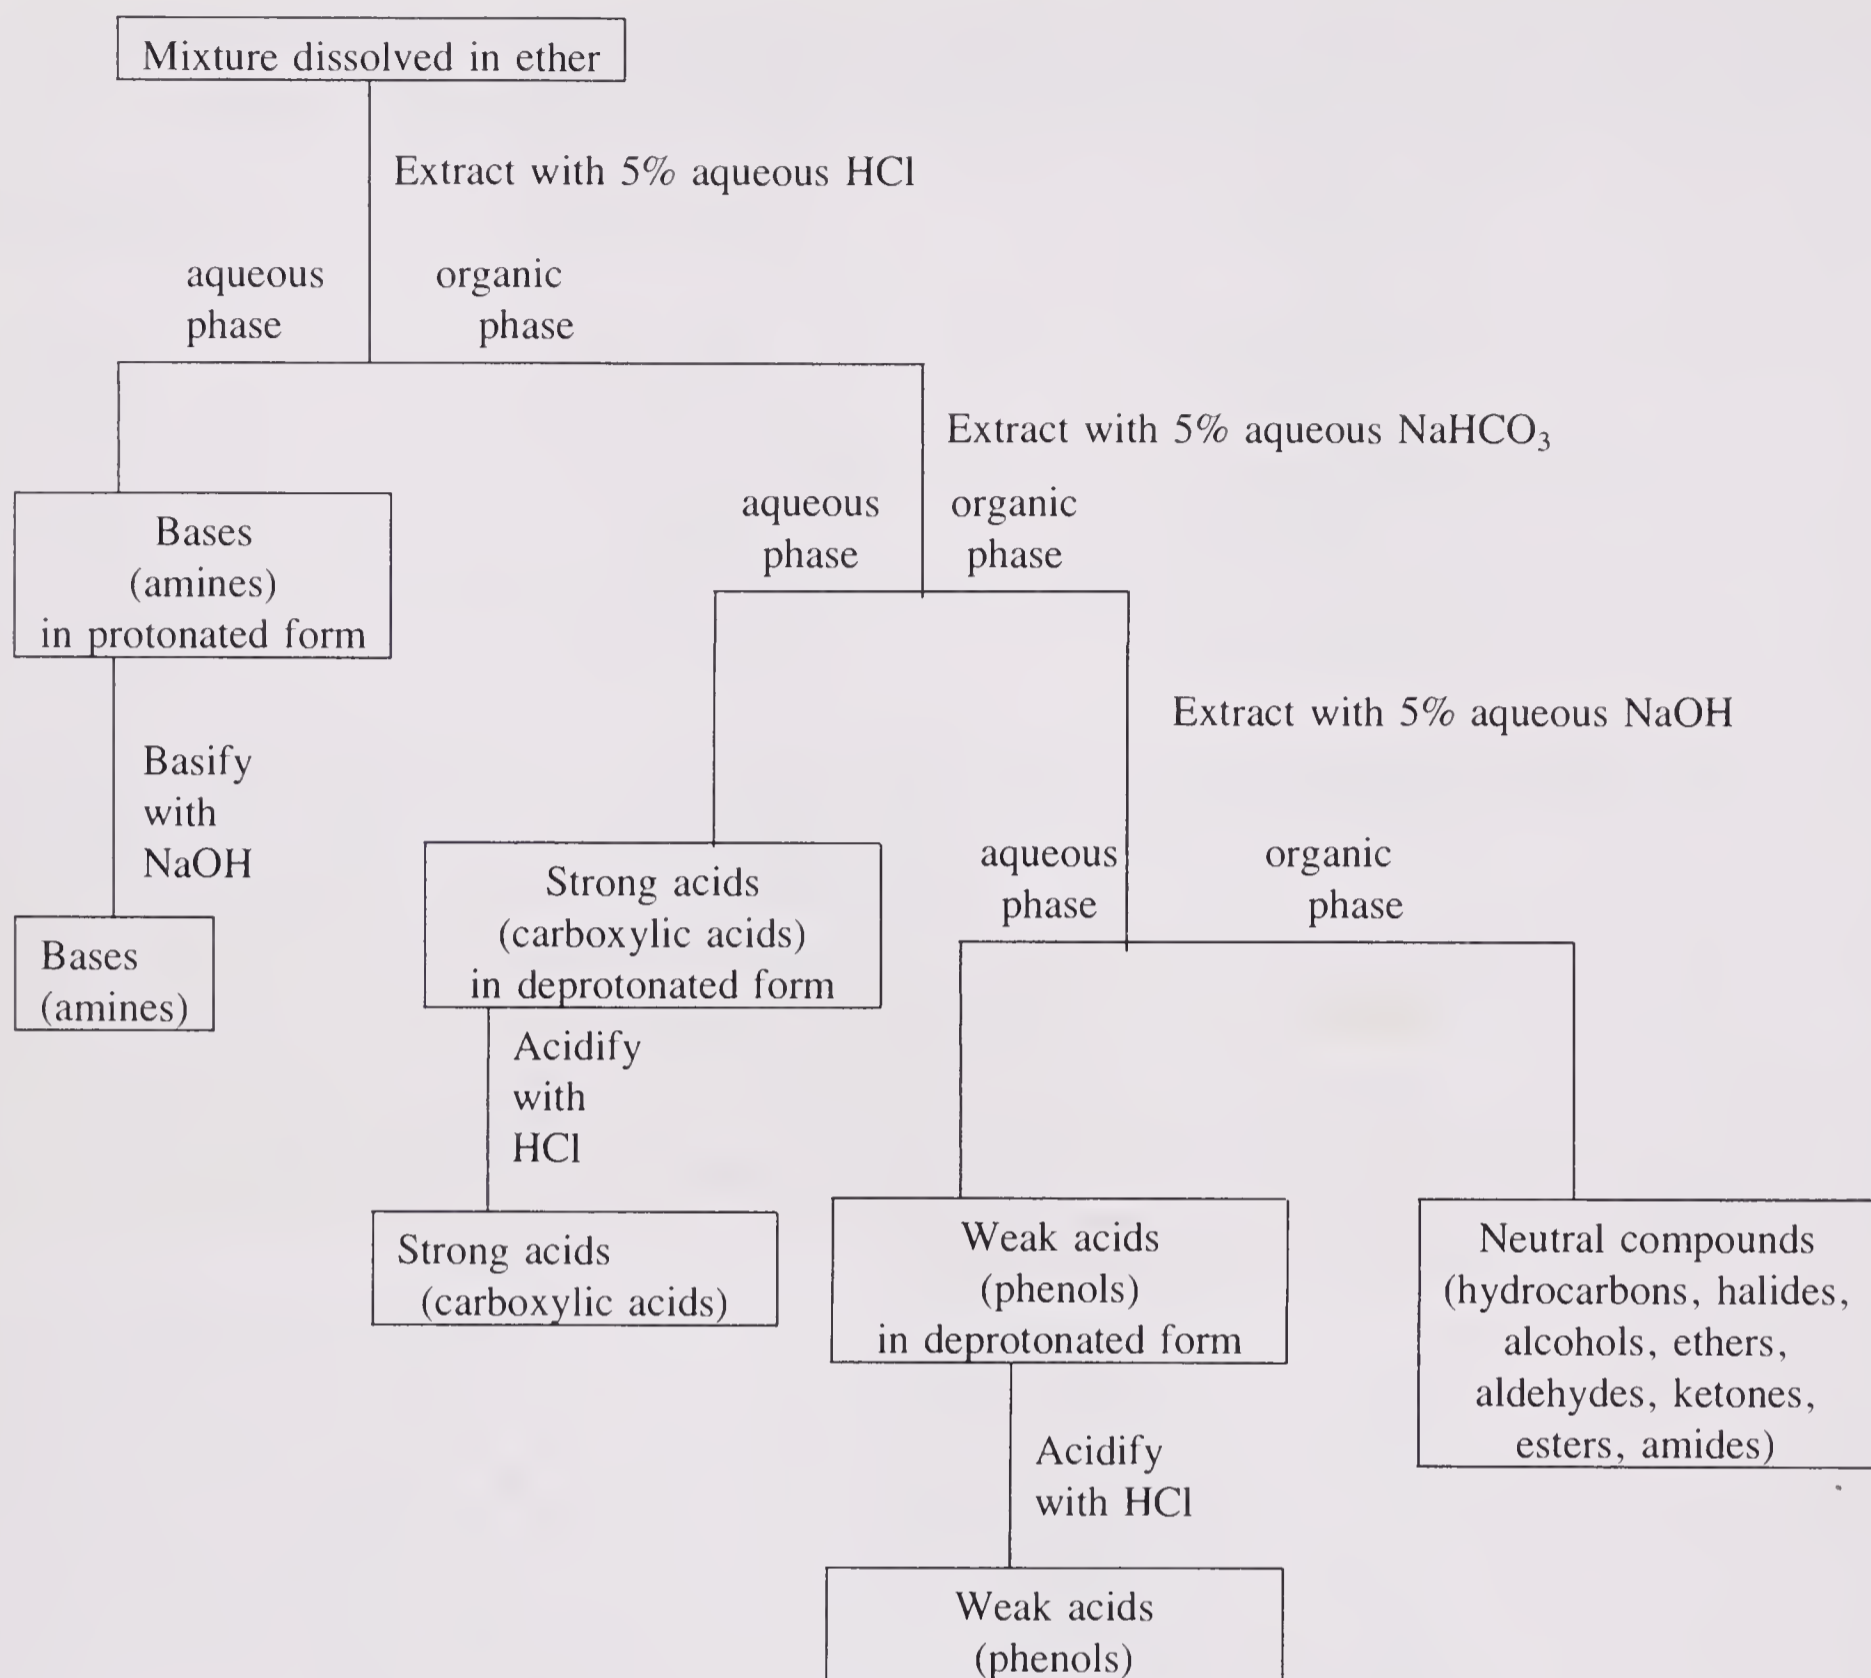 Mixture dissolved in ether
Extract with 5% aqueous HCl
aqueous
phase
organic
phase
Extract with 5% aqueous NaHCO₃
aqueous
phase
organic
phase
Bases
(amines)
in protonated form
Extract with 5% aqueous NaOH
Basify
with
NaOH
aqueous
phase
organic
phase
Strong acids
(carboxylic acids)
in deprotonated form
Bases
(amines)
Acidify
with
HCl
Strong acids
(carboxylic acids)
Weak acids
(phenols)
in deprotonated form
Neutral compounds
(hydrocarbons, halides,
alcohols, ethers,
aldehydes, ketones,
esters, amides)
Acidify
with HCl
Weak acids
(phenols)